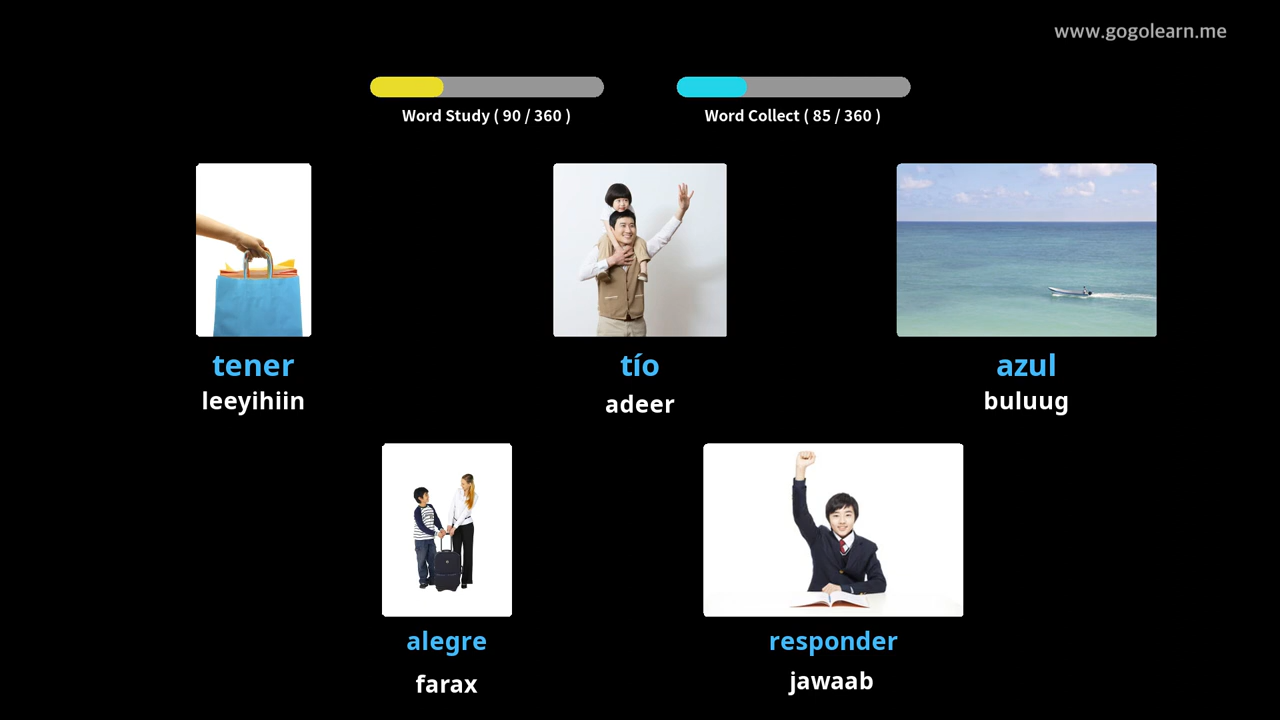 www.gogolearn.me
Word Study ( 90 / 360 )
Word Collect ( 85 / 360 )
tener
leeyihiin
tío
adeer
azul
buluug
alegre
farax
responder
jawaab